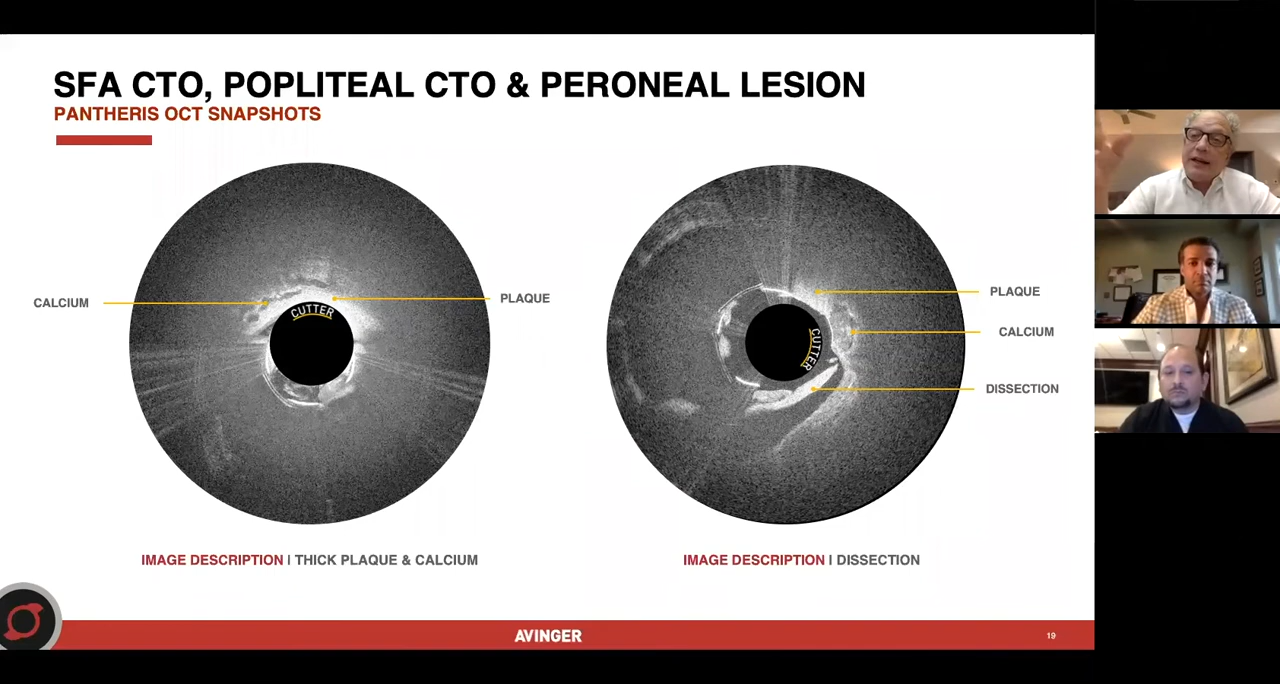 SFA CTO, POPLITEAL CTO & PERONEAL LESION
PANTHERIS OCT SNAPSHOTS
CALCIUM
CUTTER
PLAQUE
IMAGE DESCRIPTION | THICK PLAQUE & CALCIUM
PLAQUE
CALCIUM
CUTTER
DISSECTION
IMAGE DESCRIPTION | DISSECTION
AVINGER
19